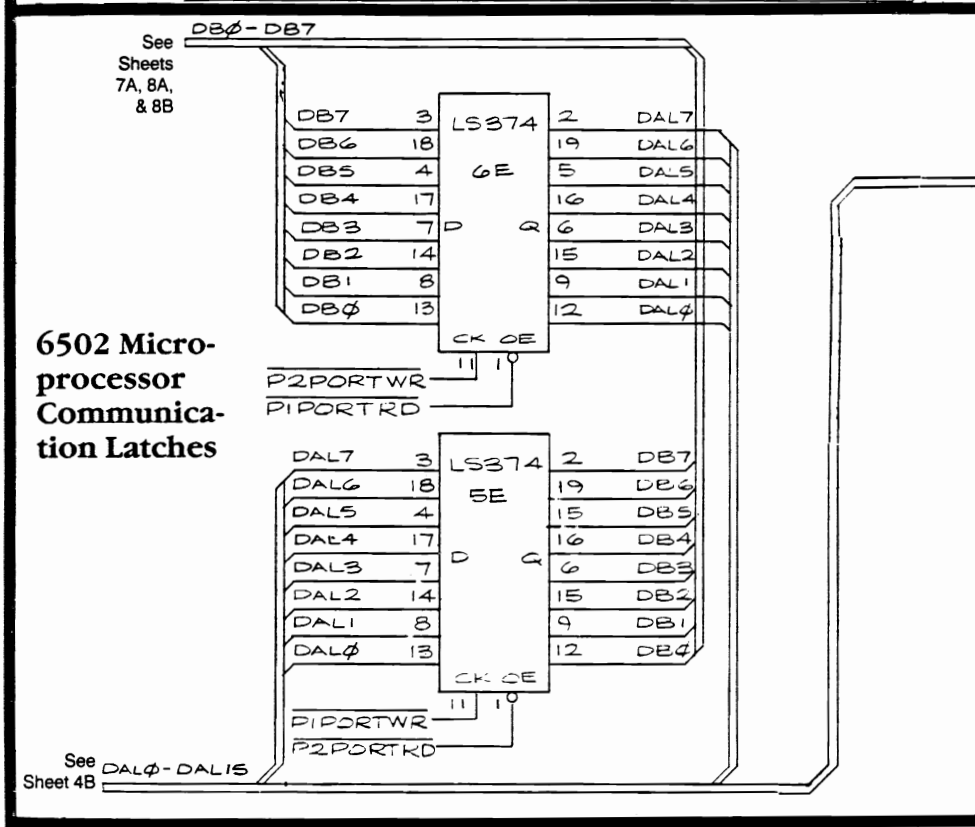 DBØ-DB7
See
Sheets
7A, 8A,
& 8B
DB7 3 LS374 2 DAL7
DB6 18 19 DAL6
DB5 4 6E 5 DAL5
DB4 17 16 DAL4
DB3 7 D Q 6 DAL3
DB2 14 15 DAL2
DB1 8 9 DAL1
DBØ 13 12 DALØ
CK OE
11 1
P2PORTWR
P1PORTRD
6502 Micro-
processor
Communica-
tion Latches
DAL7 3 LS374 2 DB7
DAL6 18 5E 19 DB6
DAL5 4 15 DB5
DAL4 17 D Q 16 DB4
DAL3 7 6 DB3
DAL2 14 15 DB2
DAL1 8 9 DB1
DALØ 13 12 DBØ
CK OE
11 1
P1PORTWR
P2PORTRD
See
Sheet 4B
DALØ-DAL15